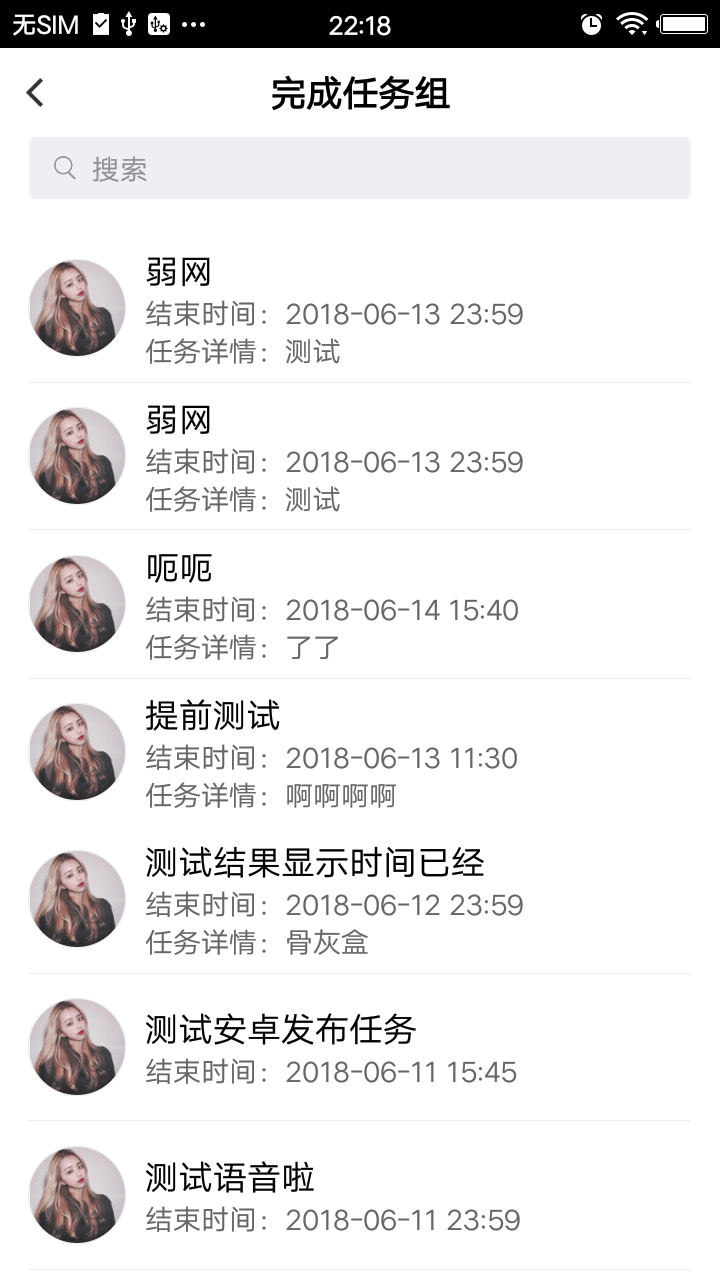 无SIM 22:18
完成任务组
搜索
弱网
结束时间：2018-06-13 23:59
任务详情：测试
弱网
结束时间：2018-06-13 23:59
任务详情：测试
呃呃
结束时间：2018-06-14 15:40
任务详情：了了
提前测试
结束时间：2018-06-13 11:30
任务详情：啊啊啊啊
测试结果显示时间已经
结束时间：2018-06-12 23:59
任务详情：骨灰盒
测试安卓发布任务
结束时间：2018-06-11 15:45
测试语音啦
结束时间：2018-06-11 23:59